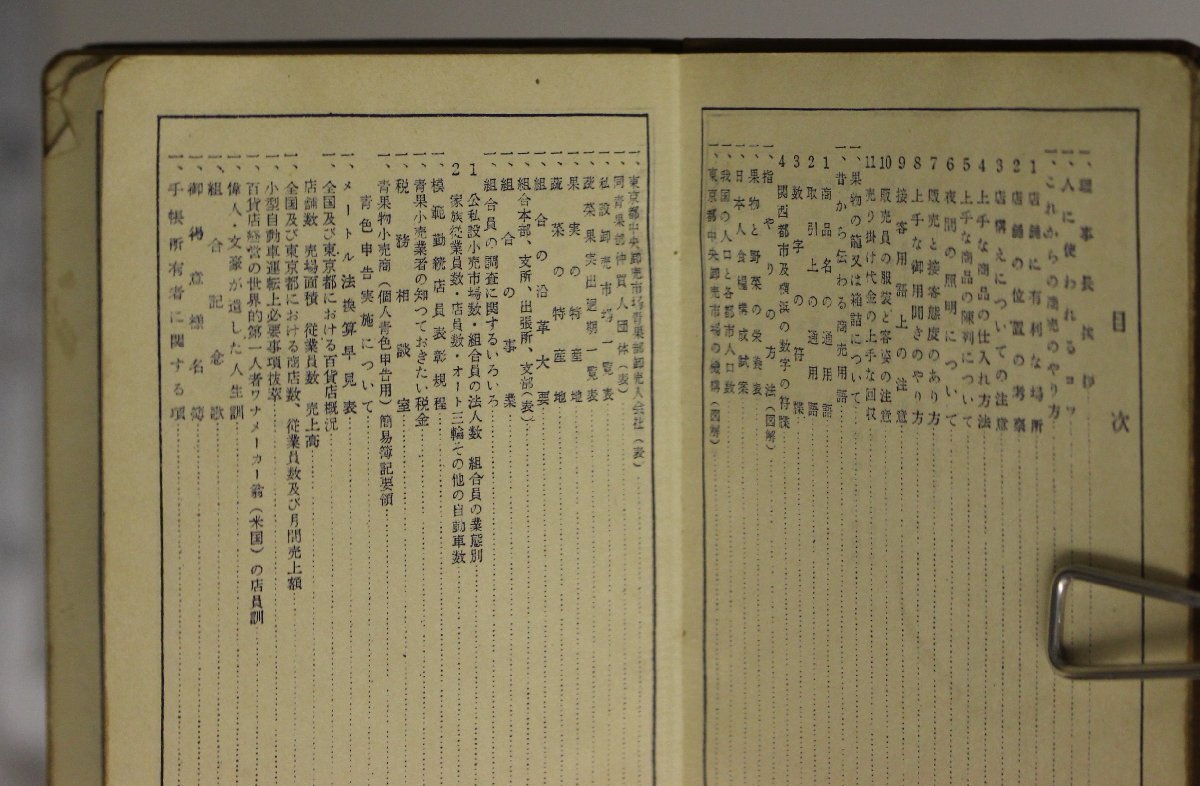 目次
一、理事長挨拶
一、人に使われるコツ
一、これからの商売のやり方
1 店舗に有利な場所
2 店舗の位置の考案
3 店構えについての注意
4 上手な商品の仕入れ方法
5 上手な商品の陳列について
6 夜間の照明について
7 販売と接客態度のあり方
8 上手な御用聞きのやり方
9 接客用語上の注意
10 販売員の服装と容姿の注意
11 売り掛け代金の上手な回収
一、果物の籠又は箱詰について
一、昔から伝わる商売用語
1 商品名の通用語
2 取引上の通用語
3 数字の符牒
4 関西都市及横浜の数字の符牒
一、指やりの方法(図解)
一、果物と野菜の栄養表
一、日本人食糧構成試案
一、我国の人口と各都市人口数
一、東京都中央卸売市場の機構(図解)
一、東京都中央卸売市場青果部卸売人会社(表)
一、同青果部仲買人団体(表)
一、私設卸売市場一覧表
一、蔬菜果実出廻期一覧表
一、果実の特産地
一、蔬菜の特産地
一、組合の沿革大要
一、組合本部、支所、出張所、支部(表)
一、組合の事業
一、組合員の調査に関するいろいろ
1 公私設小売市場数・組合員の法人数 組合員の業態別
2 家族従業員数・店員数・オート三輪その他の自動車数
一、模範勤続店員表彰規程
一、青果小売業者の知つておきたい税金
一、税務相談室
一、青果物小売商(個人青色申告用)簡易簿記要領
青色申告実施について
一、メートル法換算早見表
一、全国及び東京都における百貨店概況
店舗数 売場面積 従業員数 売上高
一、全国及び東京都における商店数、従業員数及び月間売上額
一、小型自動車運転上必要事項抜萃
一、百貨店経営の世界的第一人者ワナメーカー翁(米国)の店員訓
一、偉人・文豪が遺した人生訓
一、組合記念歌
一、御得意様名簿
一、手帳所有者に関する項